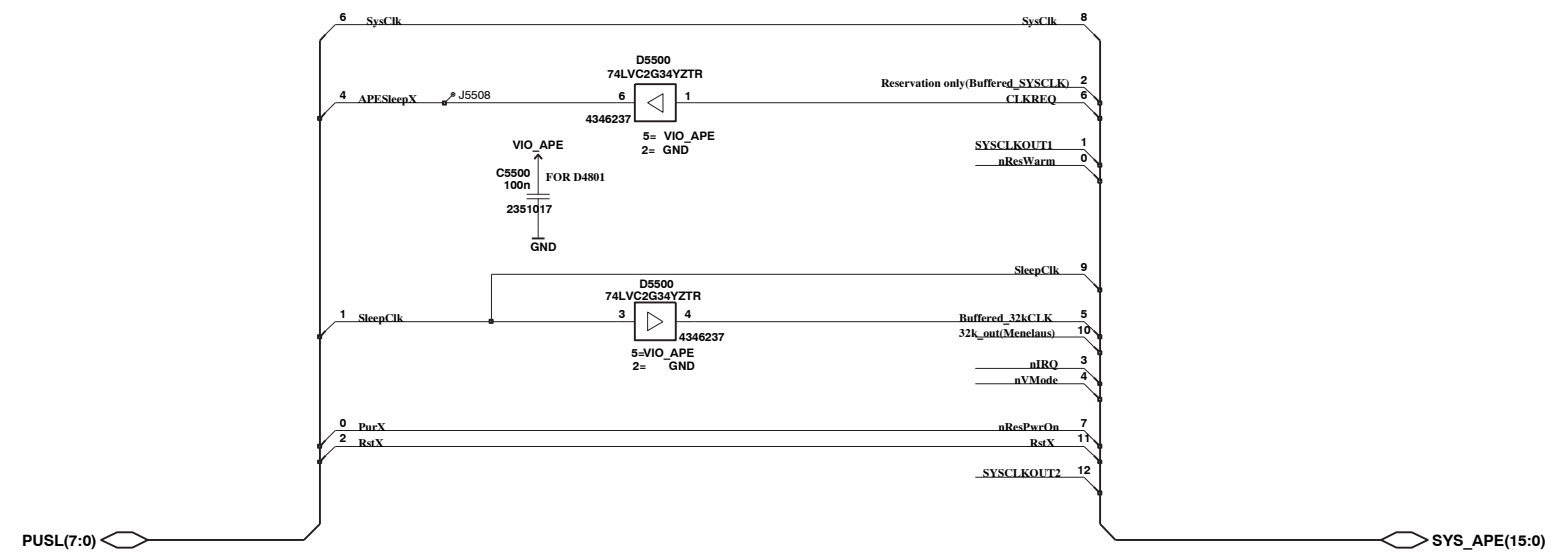 6 SysClk SysClk 8
D5500
74LVC2G34YZTR
Reservation only(Buffered_SYSCLK) 2
4 APESleepX J5508 6 1 CLKREQ 6
4346237
5= VIO_APE
2= GND
SYSCLKOUT1 1
nResWarm 0
VIO_APE
C5500
100n
FOR D4801
2351017
GND
SleepClk 9
D5500
74LVC2G34YZTR
1 SleepClk 3 4 Buffered_32kCLK 5
4346237
32k_out(Menelaus) 10
5=VIO_APE
2= GND
nIRQ 3
nVMode 4
0 PurX nResPwrOn 7
2 RstX RstX 11
SYSCLKOUT2 12
PUSL(7:0) SYS_APE(15:0)